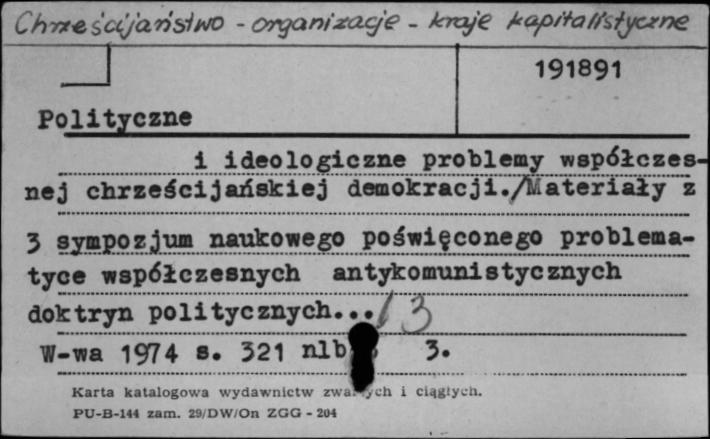 Chrześcijaństwo - organizacje - kraje kapitalistyczne
191891
Polityczne
i ideologiczne problemy współczes-
nej chrześcijańskiej demokracji./Materiały z
3 sympozjum naukowego poświęconego problema-
tyce współczesnych antykomunistycznych
doktryn politycznych...
/ 3
W-wa 1974 s. 321 nlb 3.
Karta katalogowa wydawnictw ciągłych.
PU-B-144 zam. 29/DW/On ZGG - 204